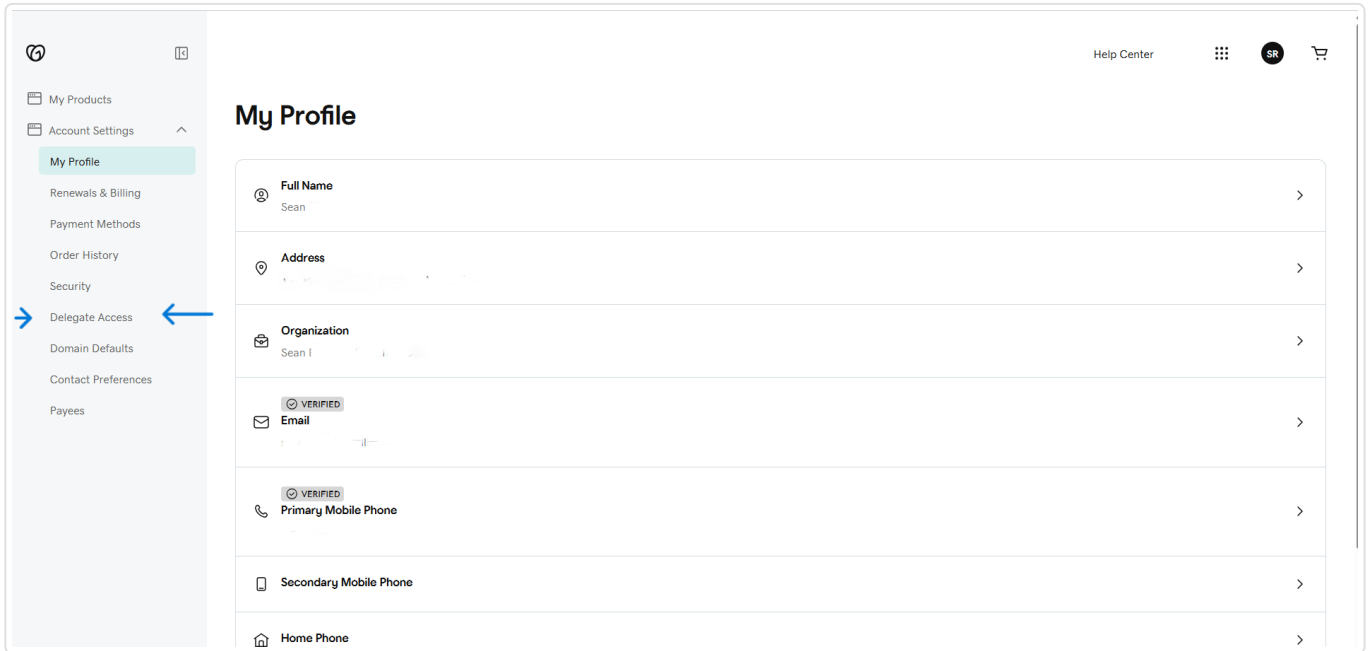 Help Center
SR
My Products
Account Settings
My Profile
Renewals & Billing
Payment Methods
Order History
Security
Delegate Access
Domain Defaults
Contact Preferences
Payees
My Profile
Full Name
Sean
Address
Organization
Sean
VERIFIED
Email
VERIFIED
Primary Mobile Phone
Secondary Mobile Phone
Home Phone